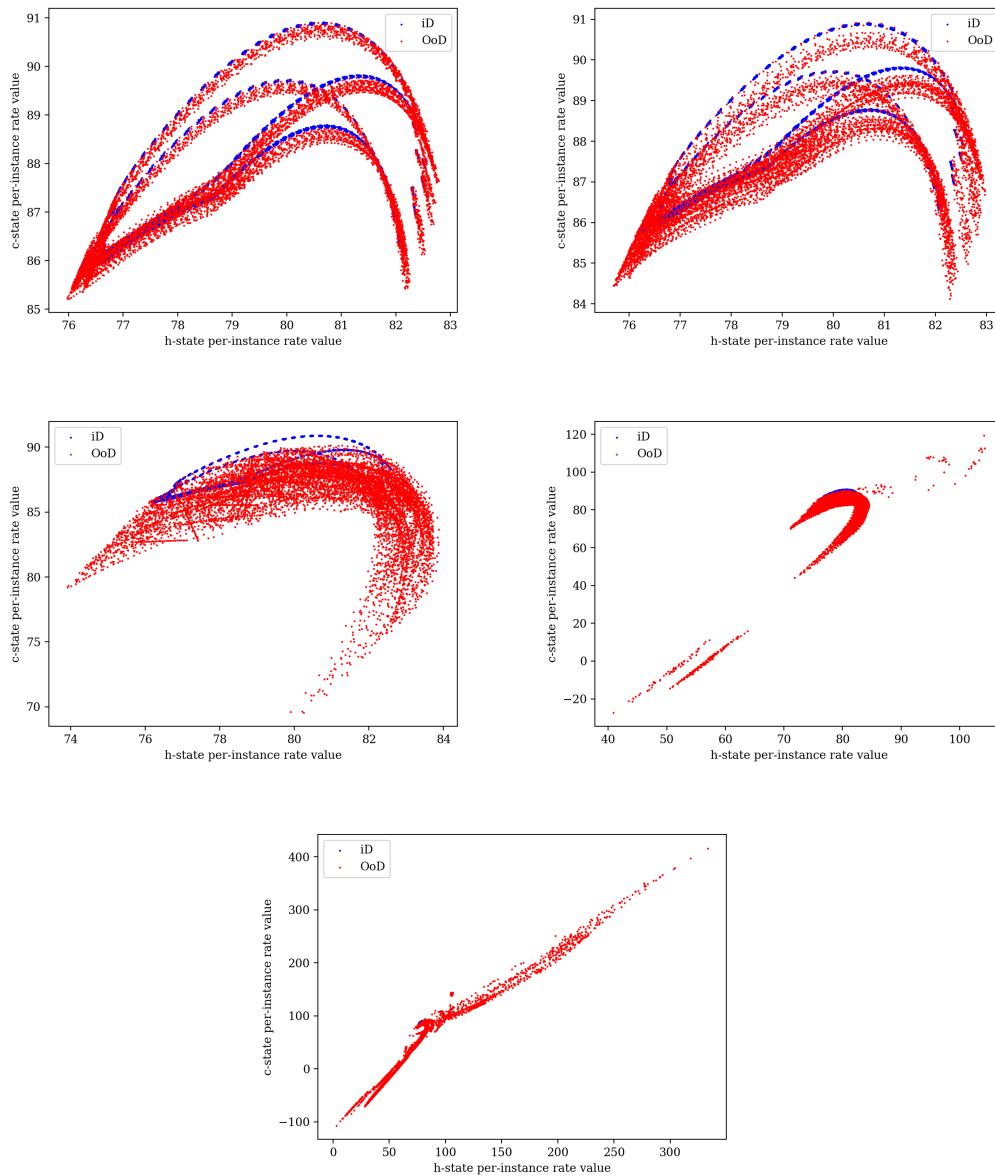 91
90
89
88
87
86
85
76 77 78 79 80 81 82 83
c-state per-instance rate value
h-state per-instance rate value
iD
OoD
91
90
89
88
87
86
85
84
76 77 78 79 80 81 82 83
c-state per-instance rate value
h-state per-instance rate value
iD
OoD
90
85
80
75
70
74 76 78 80 82 84
c-state per-instance rate value
h-state per-instance rate value
iD
OoD
120
100
80
60
40
20
0
−20
40 50 60 70 80 90 100
c-state per-instance rate value
h-state per-instance rate value
iD
OoD
400
300
200
100
0
−100
0 50 100 150 200 250 300
c-state per-instance rate value
h-state per-instance rate value
iD
OoD